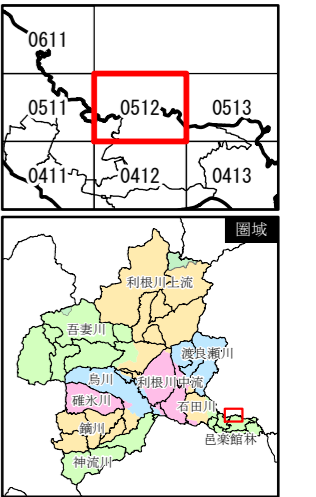 0611
0511 0512 0513
0411 0412 0413
圏域
利根川上流
吾妻川
渡良瀬川
烏川 利根川中流
碓氷川
石田川
鏑川
邑楽館林
神流川